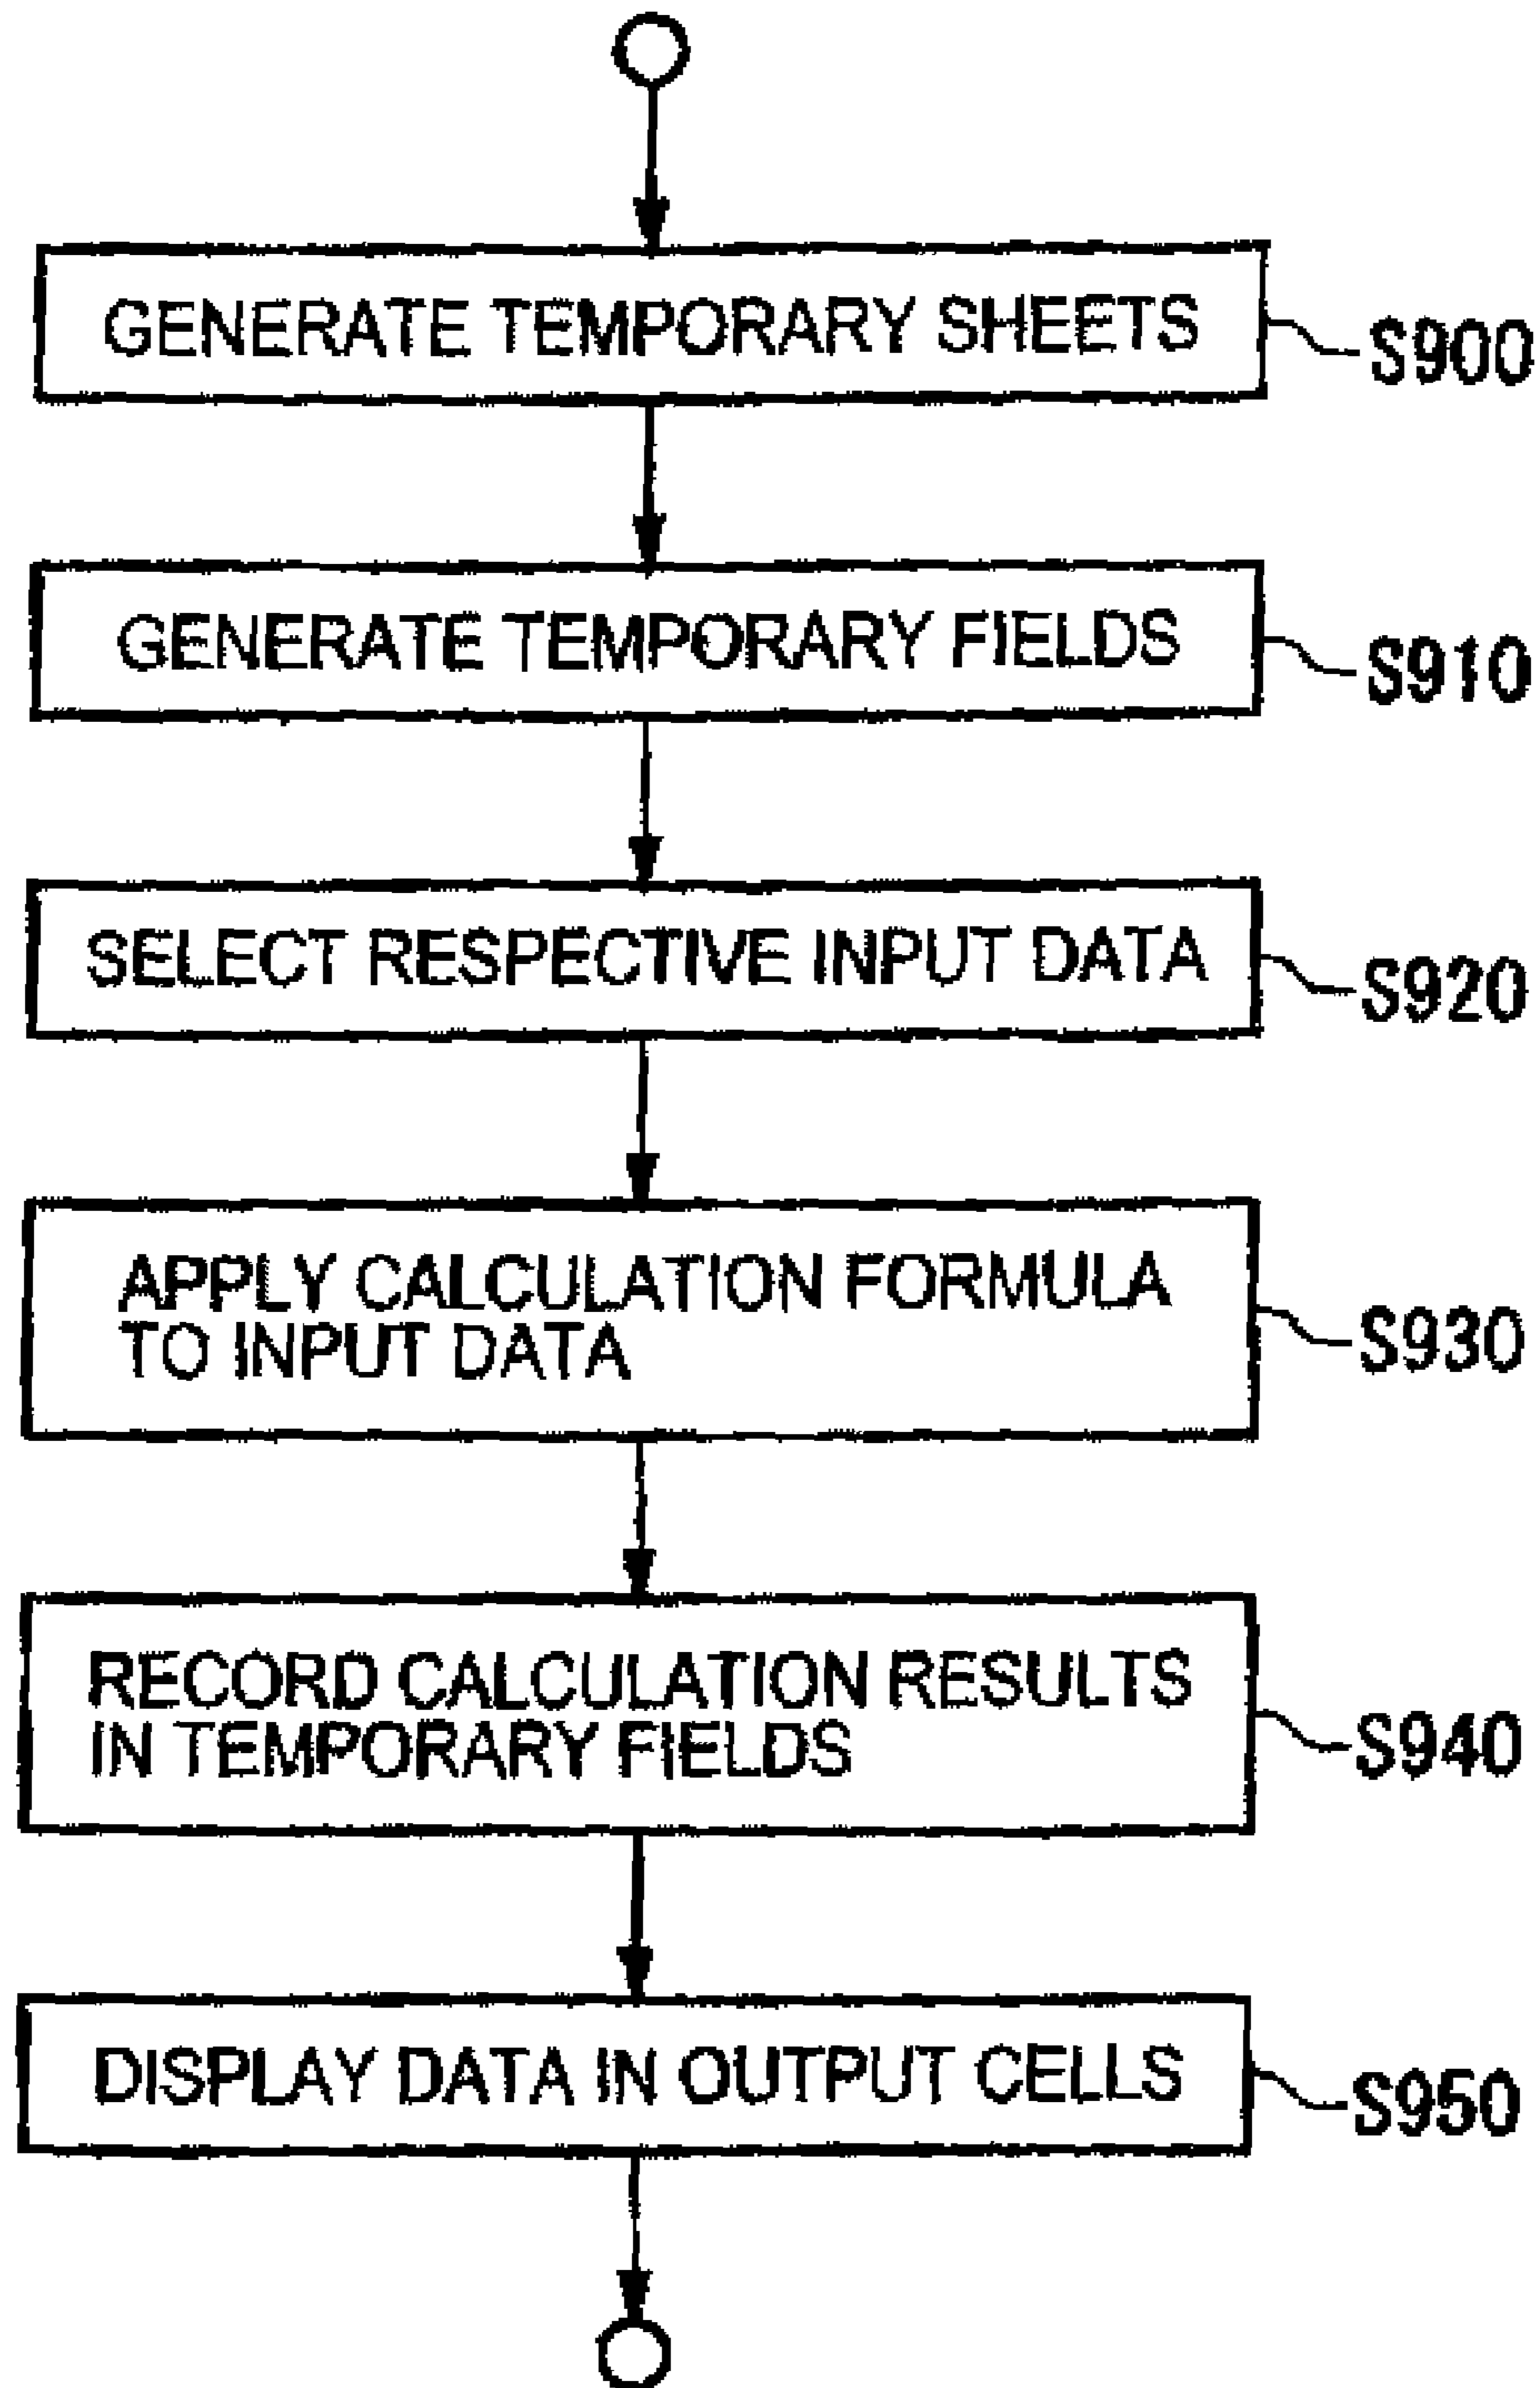 GENERATE TEMPORARY SHEETS
S900
GENERATE TEMPORARY FIELDS
S910
SELECT RESPECTIVE INPUT DATA
S920
APPLY CALCULATION FORMULA
TO INPUT DATA
S930
RECORD CALCULATION RESULTS
IN TEMPORARY FIELDS
S940
DISPLAY DATA IN OUTPUT CELLS
S950